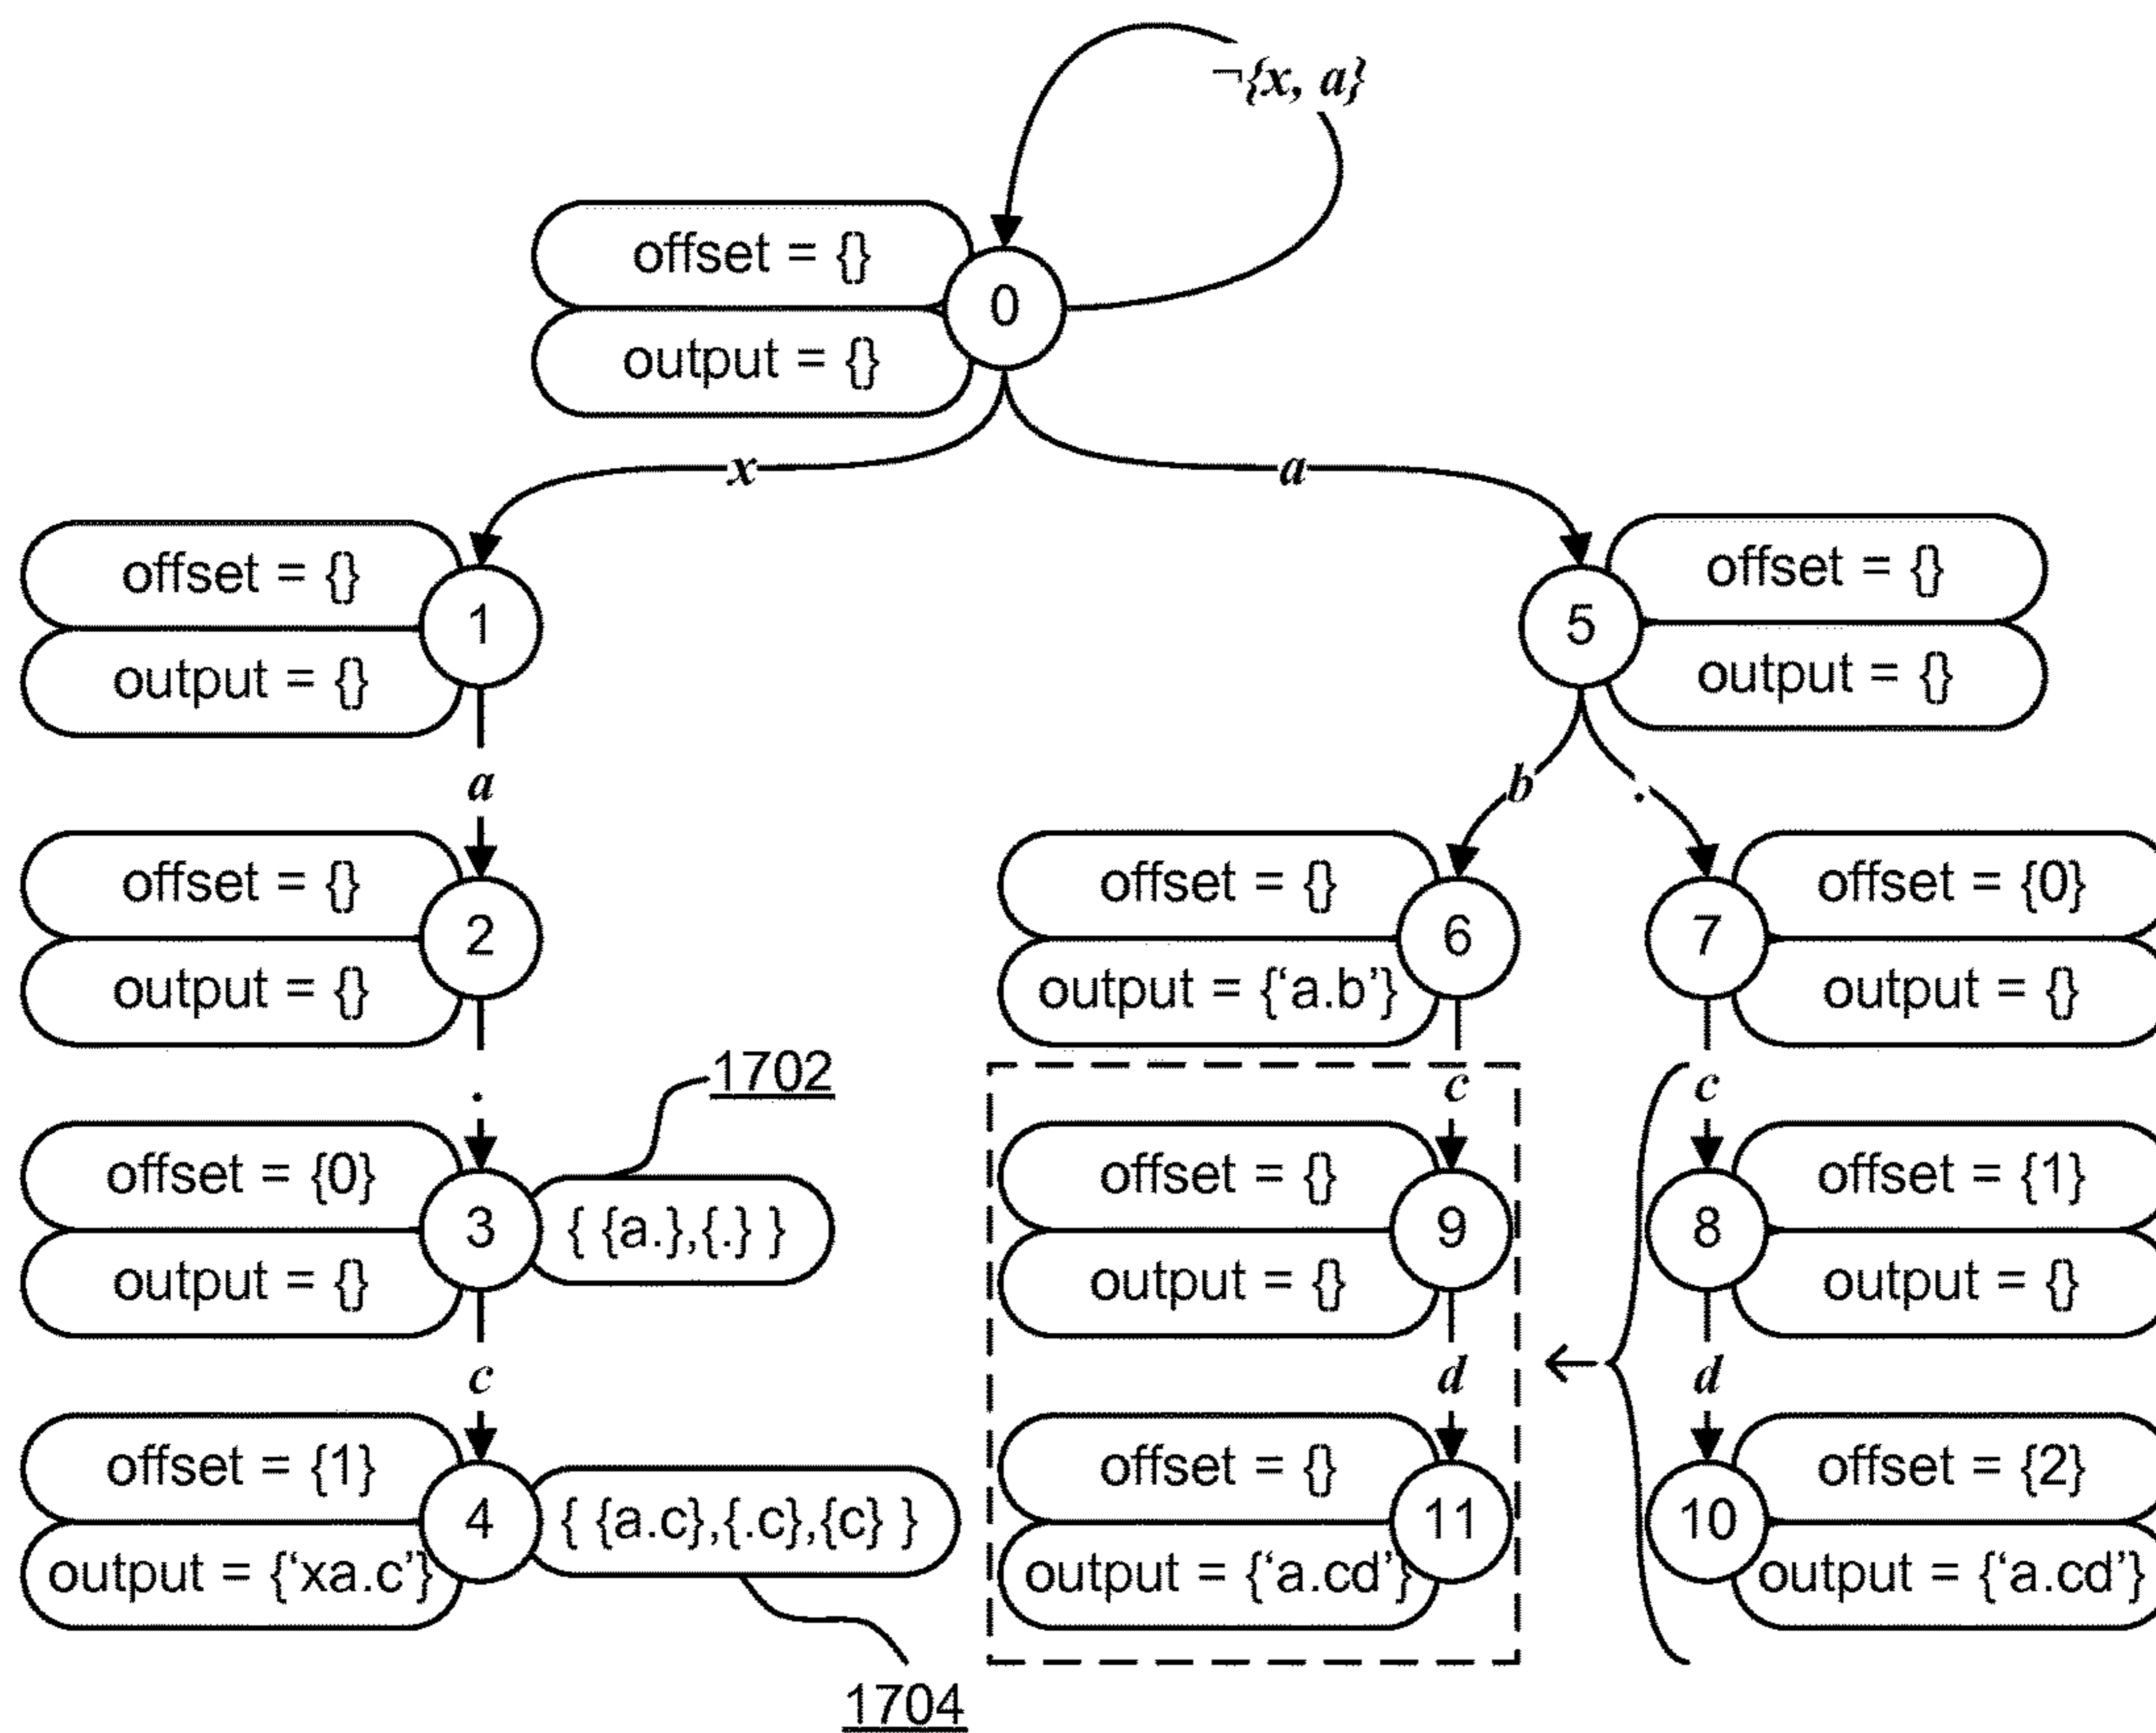 ¬{x, a}
offset = {}
0
output = {}
x
a
offset = {}
1
output = {}
offset = {}
5
output = {}
a
b
.
offset = {}
2
output = {}
offset = {}
6
output = {‘a.b’}
offset = {0}
7
output = {}
.
1702
c
c
offset = {0}
3
{ {a.},{.} }
output = {}
offset = {}
9
output = {}
offset = {1}
8
output = {}
c
d
d
offset = {1}
4
{ {a.c},{.c},{c} }
output = {‘xa.c’}
offset = {}
11
output = {‘a.cd’}
offset = {2}
10
output = {‘a.cd’}
1704